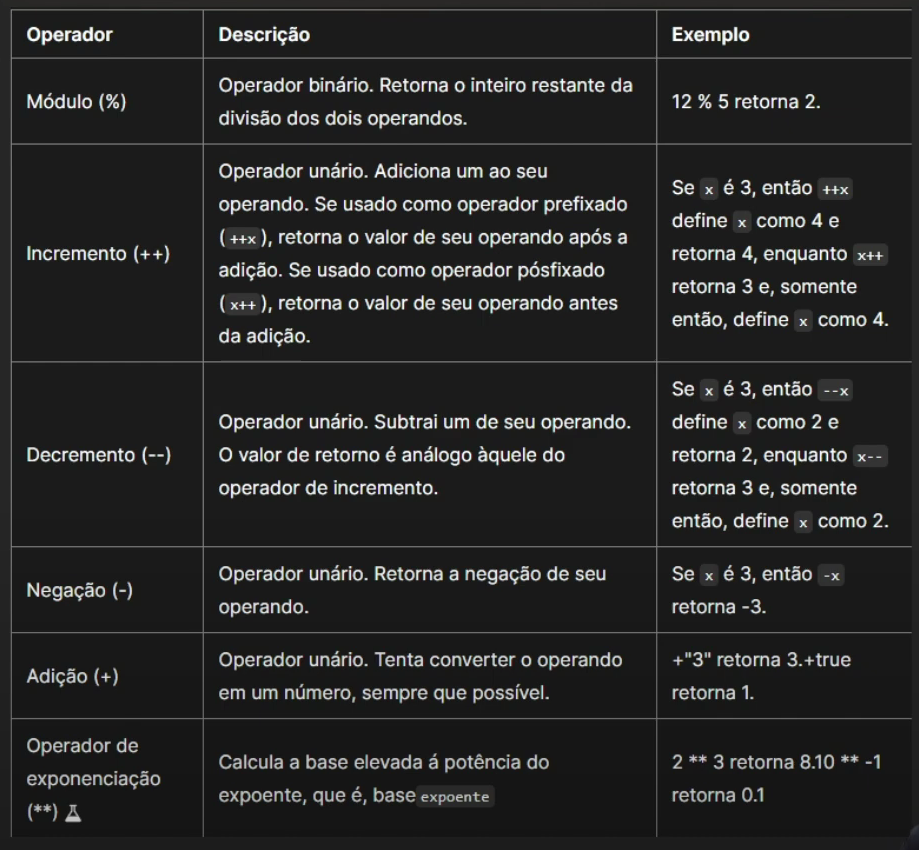 Operador Descrição Exemplo
Módulo (%)
Operador binário. Retorna o inteiro restante da
divisão dos dois operandos.
12 % 5 retorna 2.
Incremento (++)
Operador unário. Adiciona um ao seu
operando. Se usado como operador prefixado
(++x), retorna o valor de seu operando após a
adição. Se usado como operador pósfixado
(x++), retorna o valor de seu operando antes
da adição.
Se x é 3, então ++x
define x como 4 e
retorna 4, enquanto x++
retorna 3 e, somente
então, define x como 4.
Decremento (--)
Operador unário. Subtrai um de seu operando.
O valor de retorno é análogo àquele do
operador de incremento.
Se x é 3, então --x
define x como 2 e
retorna 2, enquanto x--
retorna 3 e, somente
então, define x como 2.
Negação (-)
Operador unário. Retorna a negação de seu
operando.
Se x é 3, então -x
retorna -3.
Adição (+)
Operador unário. Tenta converter o operando
em um número, sempre que possível.
+"3" retorna 3.+true
retorna 1.
Operador de
exponenciação
(**)
Calcula a base elevada á potência do
expoente, que é, base expoente
2 ** 3 retorna 8.10 ** -1
retorna 0.1